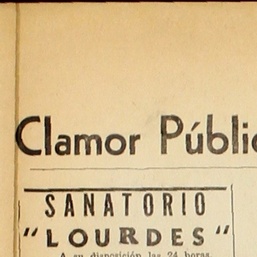 Clamor Públic
SANATORIO
"LOURDES"
A su disposición las 24 horas